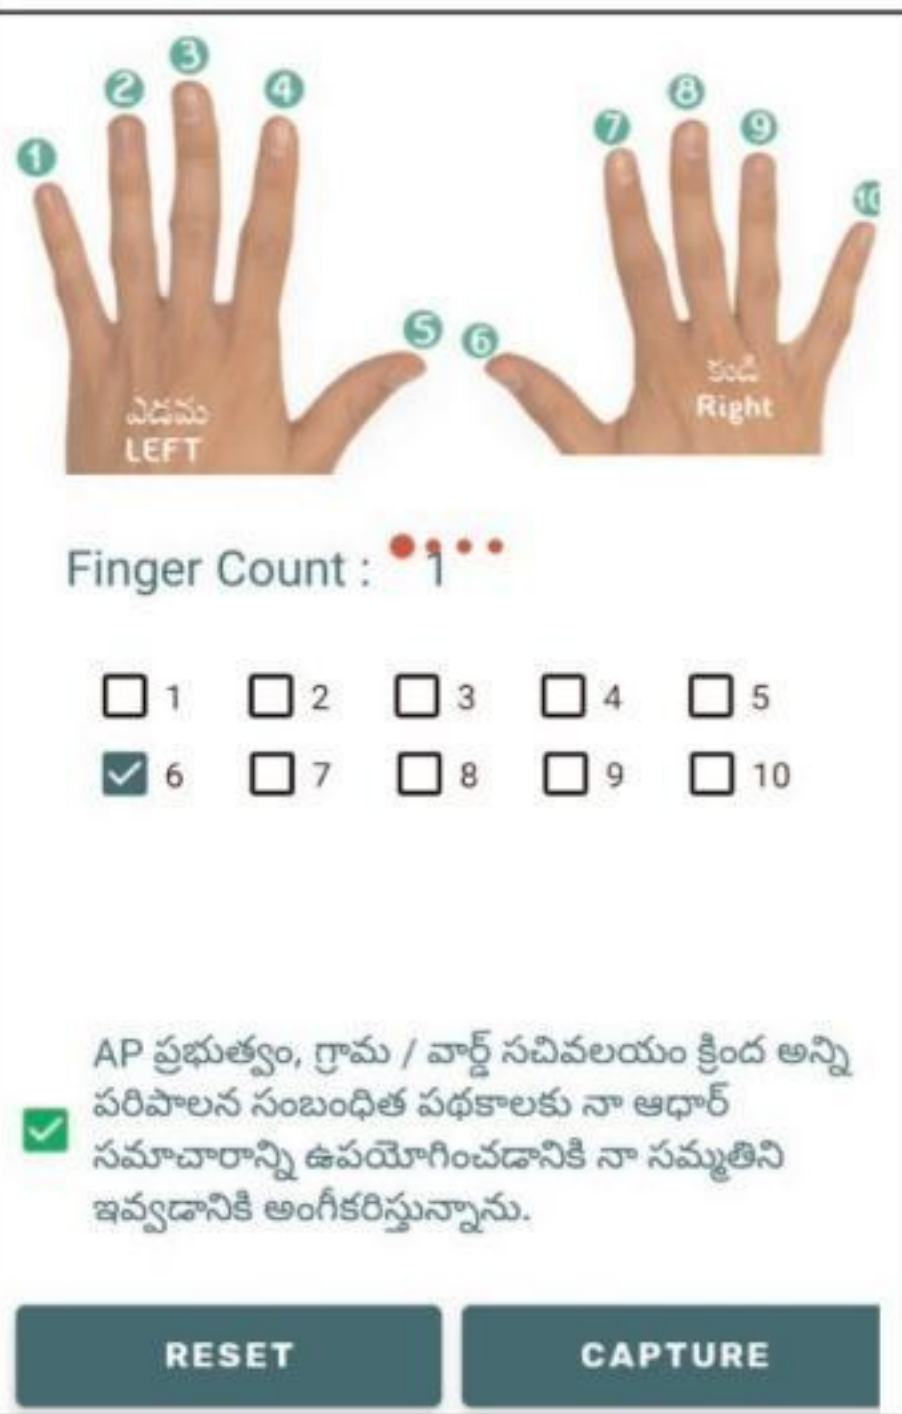 3
2
4
8
7
9
1
10
5
6
ఎడమ
LEFT
కుడి
Right
Finger Count : 1
1 2 3 4 5
6 7 8 9 10
AP ప్రభుత్వం, గ్రామ / వార్డ్ సచివలయం క్రింద అన్ని
పరిపాలన సంబంధిత పథకాలకు నా ఆధార్
సమాచారాన్ని ఉపయోగించడానికి నా సమ్మతిని
ఇవ్వడానికి అంగీకరిస్తున్నాను.
RESET CAPTURE